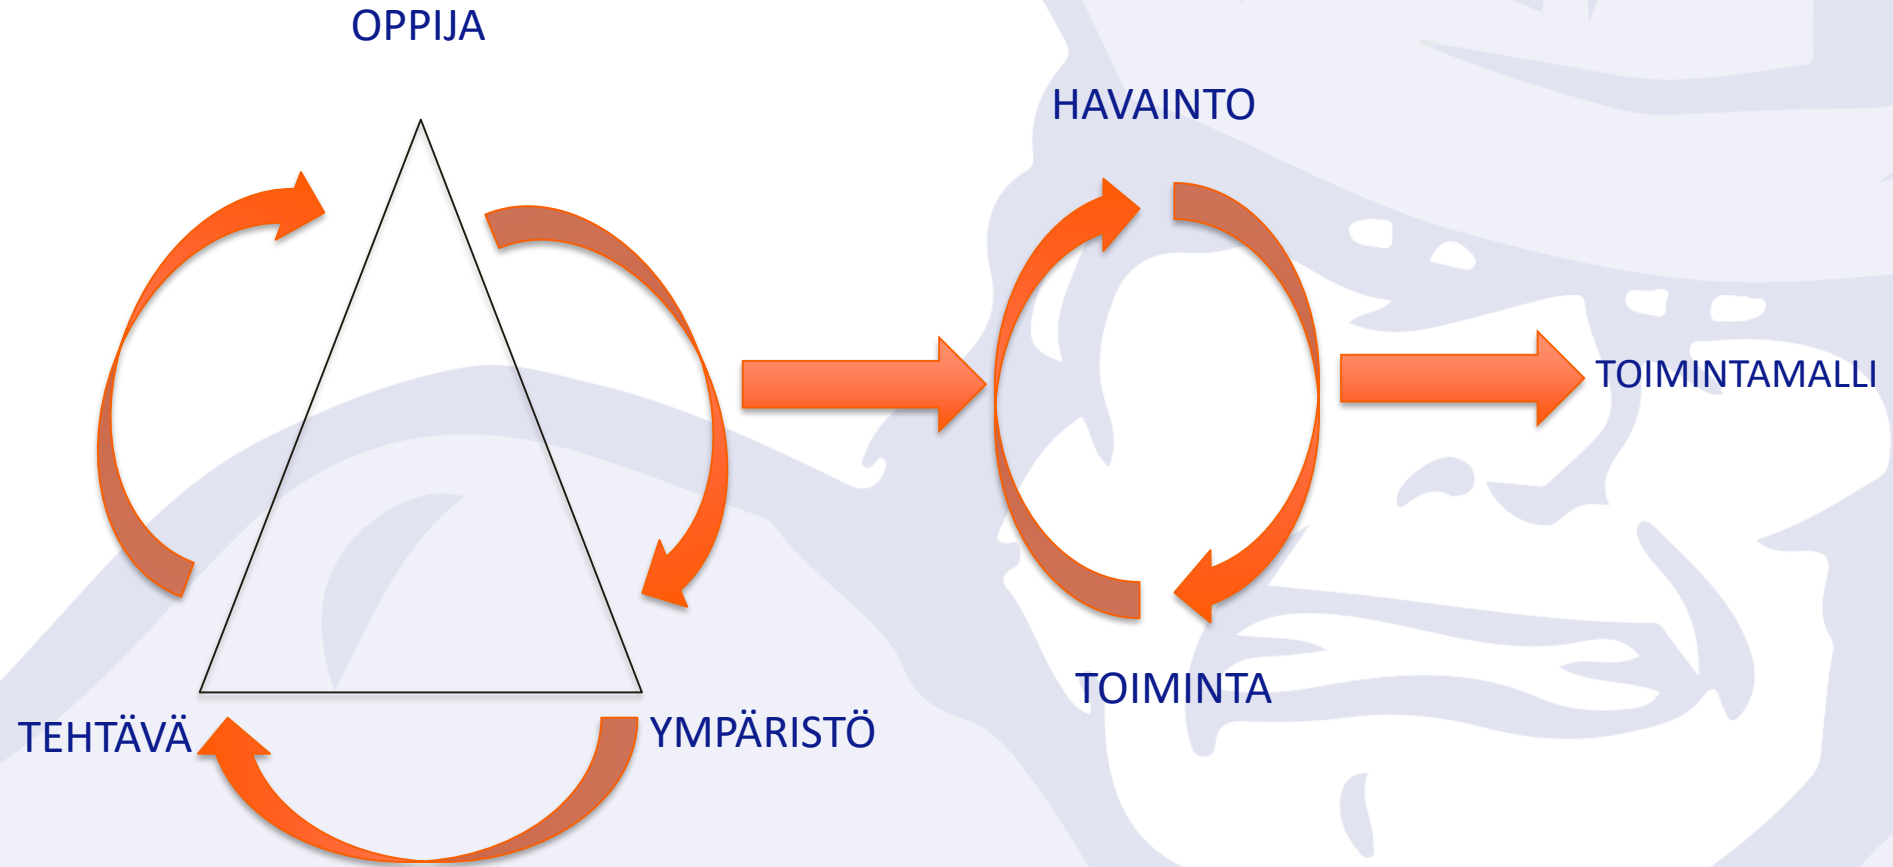 OPPIJA
HAVAINTO
TOIMINTAMALLI
TOIMINTA
TEHTÄVÄ
YMPÄRISTÖ